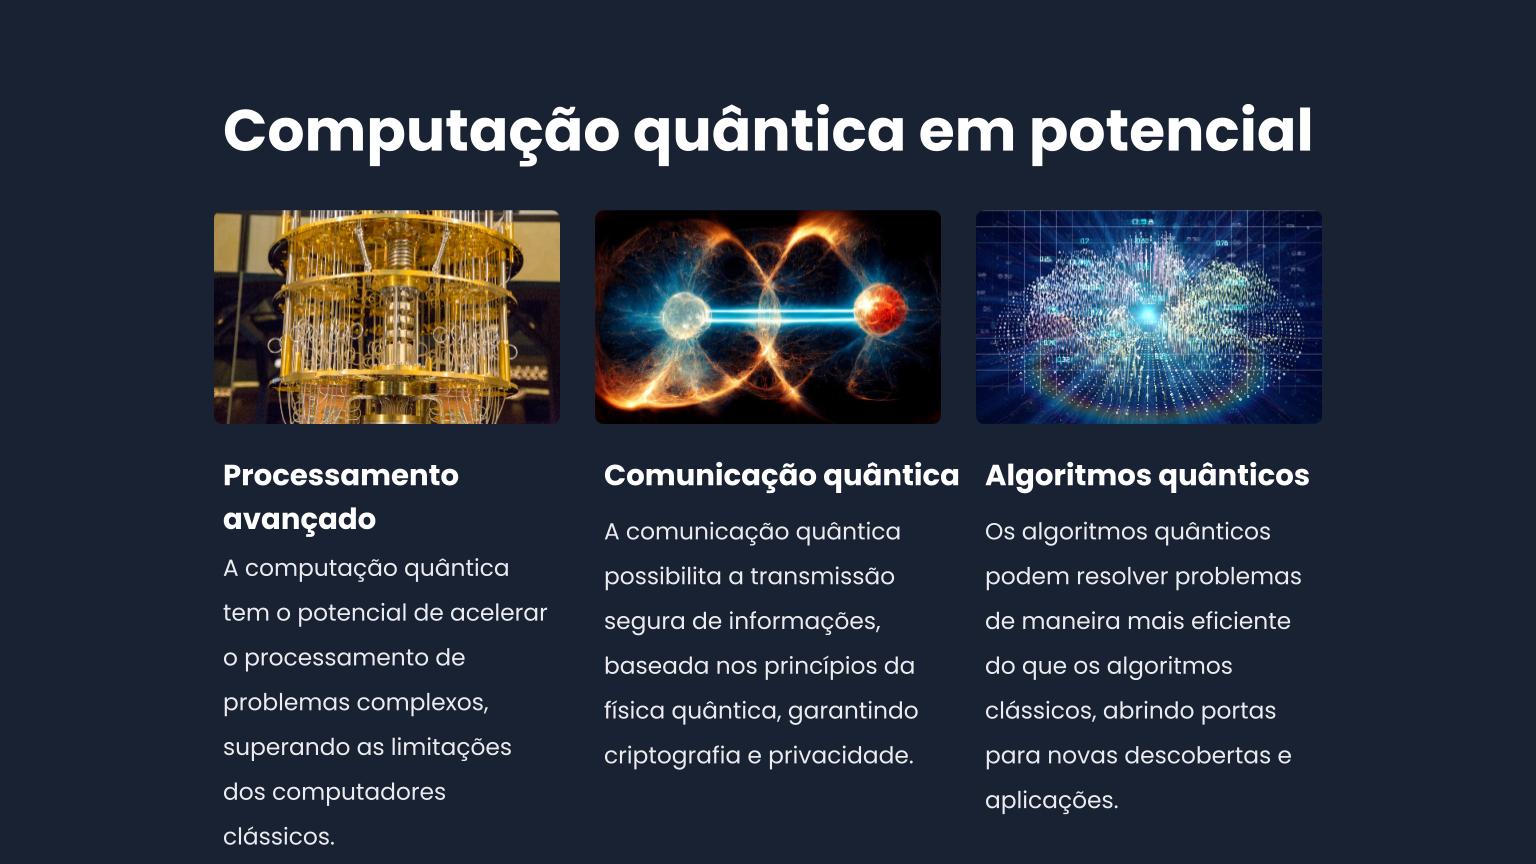 Computação quântica em potencial
Processamento
avançado
A computação quântica
tem o potencial de acelerar
o processamento de
problemas complexos,
superando as limitações
dos computadores
clássicos.
Comunicação quântica
A comunicação quântica
possibilita a transmissão
segura de informações,
baseada nos princípios da
física quântica, garantindo
criptografia e privacidade.
Algoritmos quânticos
Os algoritmos quânticos
podem resolver problemas
de maneira mais eficiente
do que os algoritmos
clássicos, abrindo portas
para novas descobertas e
aplicações.